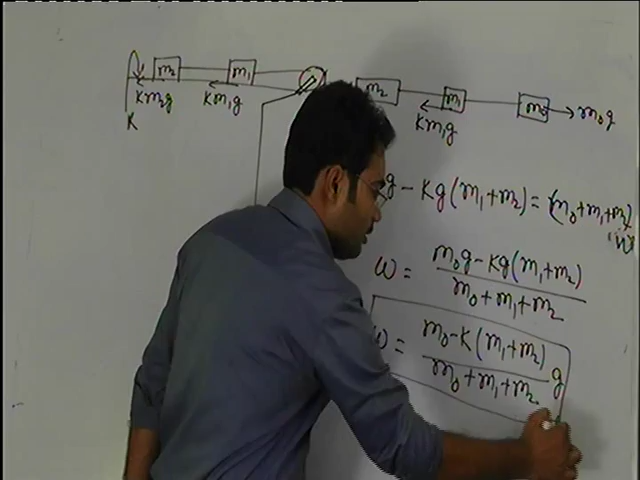 m₂ m₁ m₂ m₁ m₀ m₀g
Km₂g Km₁g Km₁g
K
g - Kg(m₁+m₂) = (m₀+m₁+m₂)
"W"
ω = m₀g-Kg(m₁+m₂)
m₀+m₁+m₂
ω = m₀-K(m₁+m₂) g
m₀+m₁+m₂